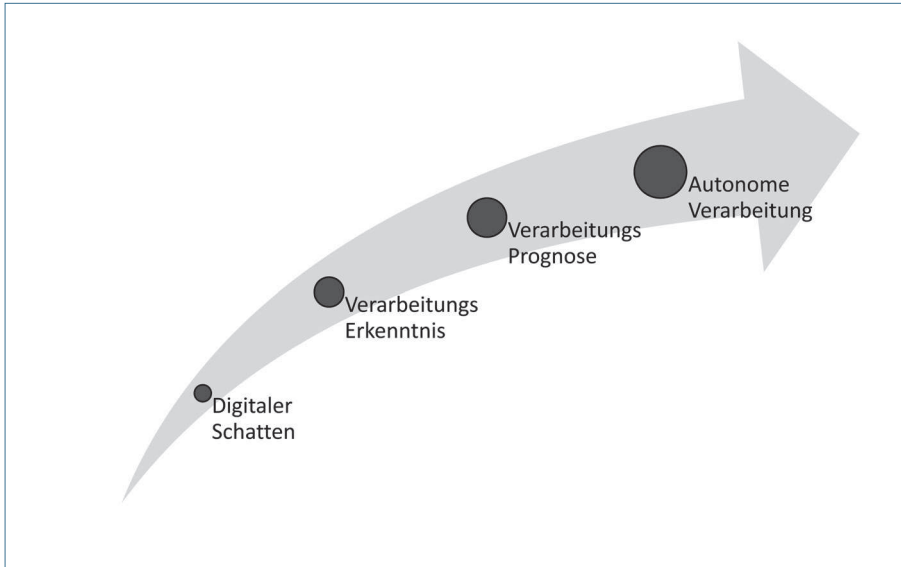 Autonome
Verarbeitung
Verarbeitungs
Prognose
Verarbeitungs
Erkenntnis
Digitaler
Schatten